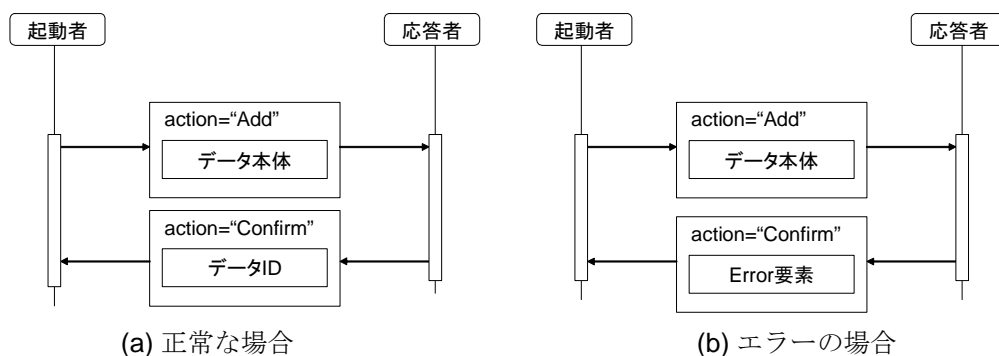 起動者
応答者
action=“Add”
データ本体
action=“Confirm”
データID
(a) 正常な場合
起動者
応答者
action=“Add”
データ本体
action=“Confirm”
Error要素
(b) エラーの場合